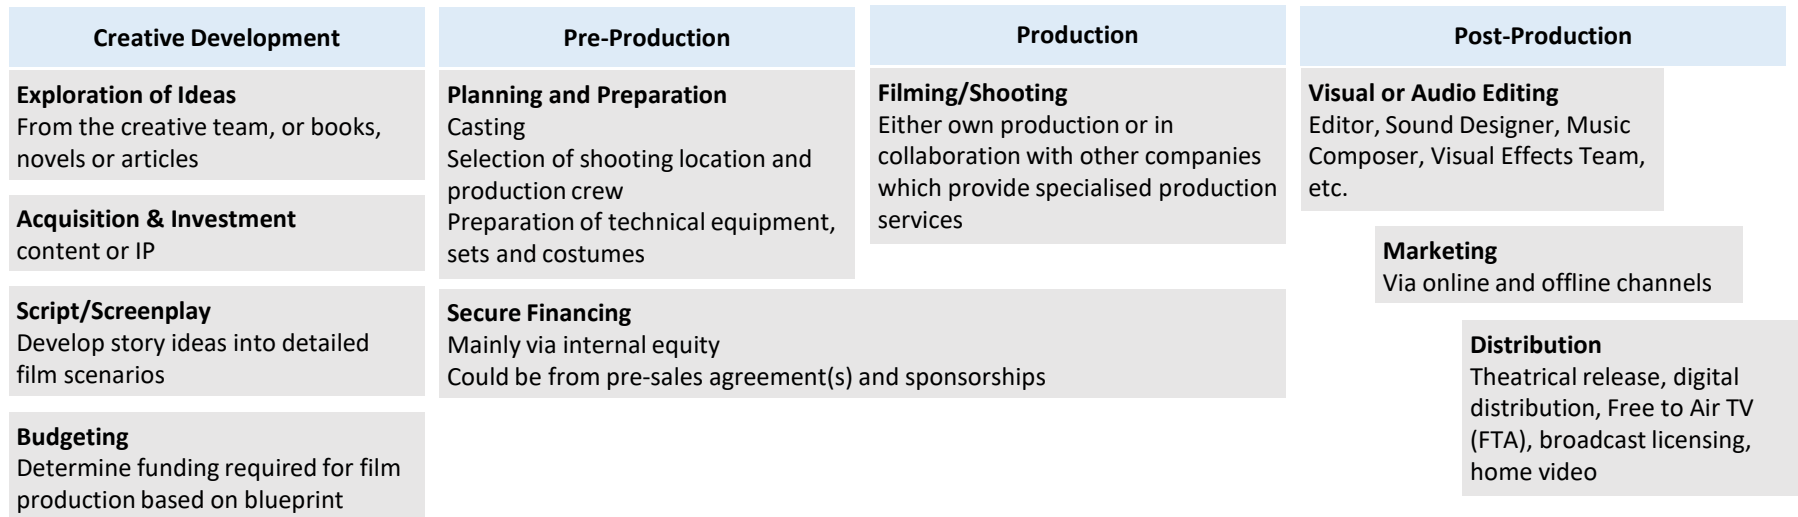 Creative Development
Exploration of Ideas
From the creative team, or books,
novels or articles
Acquisition & Investment
content or IP
Script/Screenplay
Develop story ideas into detailed
film scenarios
Budgeting
Determine funding required for film
production based on blueprint
Pre-Production
Planning and Preparation
Casting
Selection of shooting location and
production crew
Preparation of technical equipment,
sets and costumes
Secure Financing
Mainly via internal equity
Could be from pre-sales agreement(s) and sponsorships
Production
Filming/Shooting
Either own production or in
collaboration with other companies
which provide specialised production
services
Post-Production
Visual or Audio Editing
Editor, Sound Designer, Music
Composer, Visual Effects Team,
etc.
Marketing
Via online and offline channels
Distribution
Theatrical release, digital
distribution, Free to Air TV
(FTA), broadcast licensing,
home video